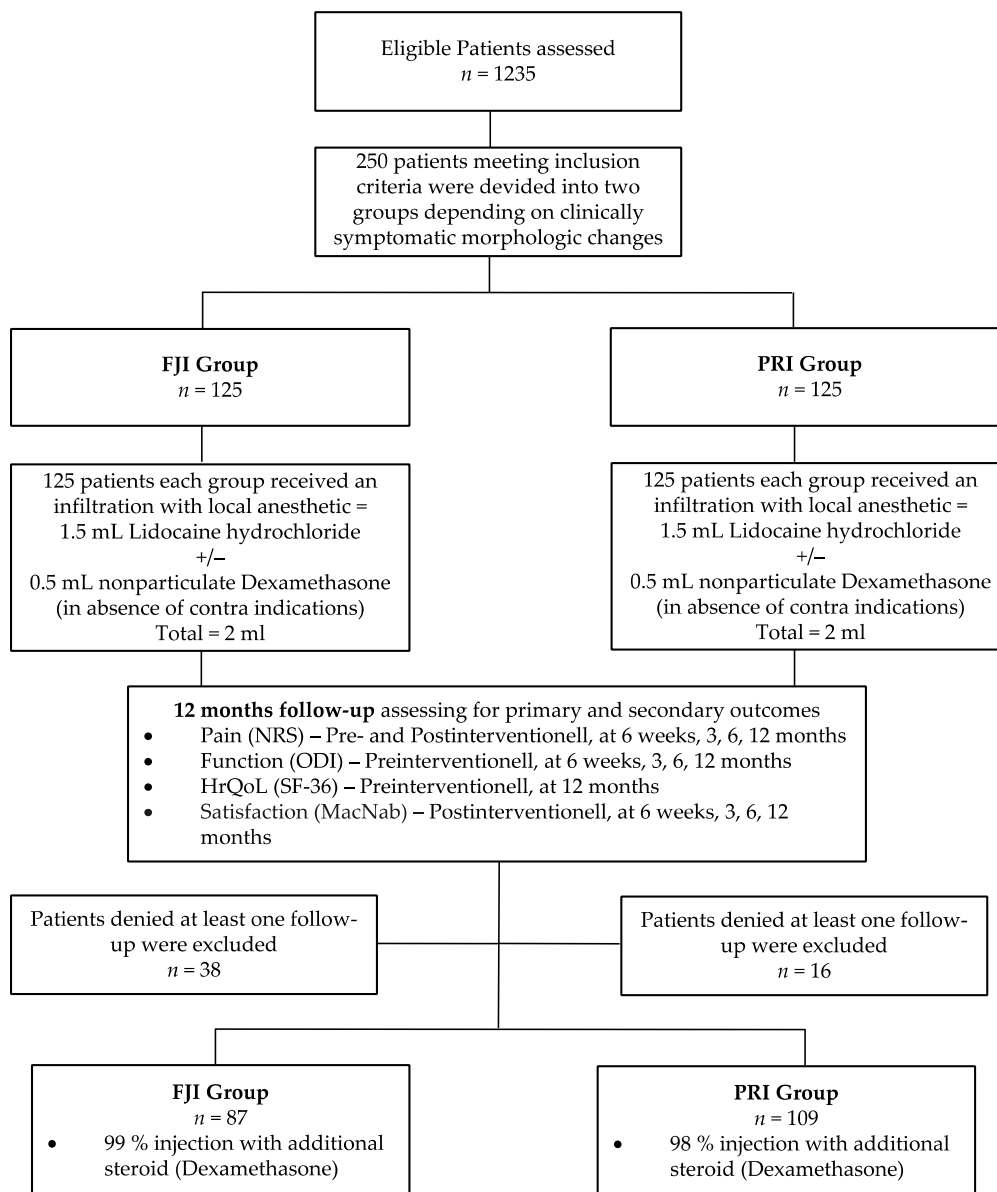 Eligible Patients assessed
n = 1235
250 patients meeting inclusion
criteria were devided into two
groups depending on clinically
symptomatic morphologic changes
FJI Group
n = 125
PRI Group
n = 125
125 patients each group received an
infiltration with local anesthetic =
1.5 mL Lidocaine hydrochloride
+/–
0.5 mL nonparticulate Dexamethasone
(in absence of contra indications)
Total = 2 ml
125 patients each group received an
infiltration with local anesthetic =
1.5 mL Lidocaine hydrochloride
+/–
0.5 mL nonparticulate Dexamethasone
(in absence of contra indications)
Total = 2 ml
12 months follow-up assessing for primary and secondary outcomes
• Pain (NRS) – Pre- and Postinterventionell, at 6 weeks, 3, 6, 12 months
• Function (ODI) – Preinterventionell, at 6 weeks, 3, 6, 12 months
• HrQoL (SF-36) – Preinterventionell, at 12 months
• Satisfaction (MacNab) – Postinterventionell, at 6 weeks, 3, 6, 12
months
Patients denied at least one follow-
up were excluded
n = 38
Patients denied at least one follow-
up were excluded
n = 16
FJI Group
n = 87
• 99 % injection with additional
steroid (Dexamethasone)
PRI Group
n = 109
• 98 % injection with additional
steroid (Dexamethasone)